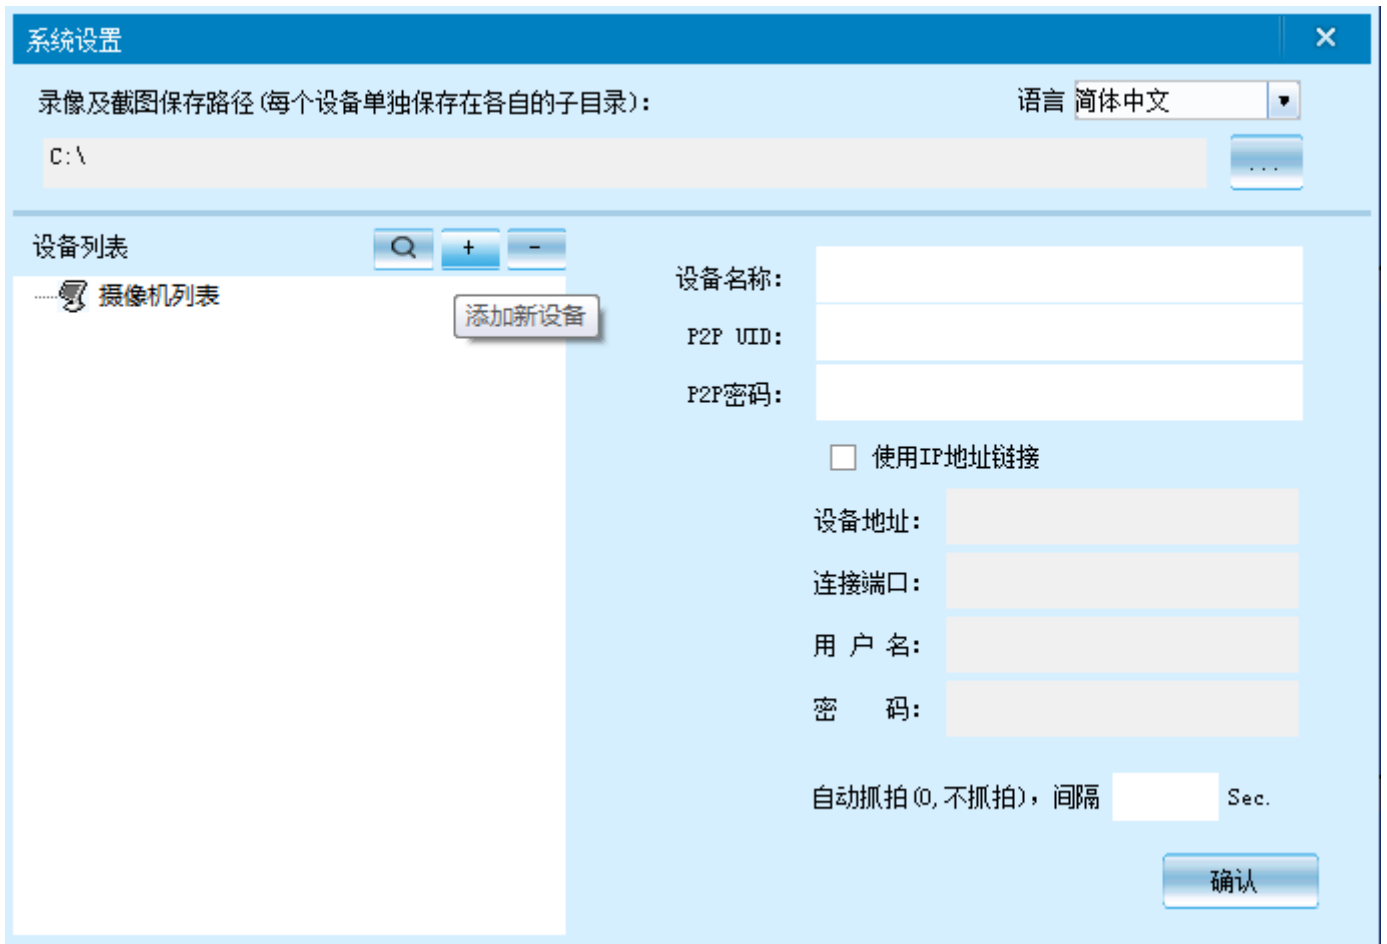 系统设置
录像及截图保存路径(每个设备单独保存在各自的子目录):
语言 简体中文
C:\
...
设备列表
+
-
摄像机列表
添加新设备
设备名称:
P2P UID:
P2P密码:
使用IP地址链接
设备地址:
连接端口:
用 户 名:
密 码:
自动抓拍(0,不抓拍), 间隔 Sec.
确认